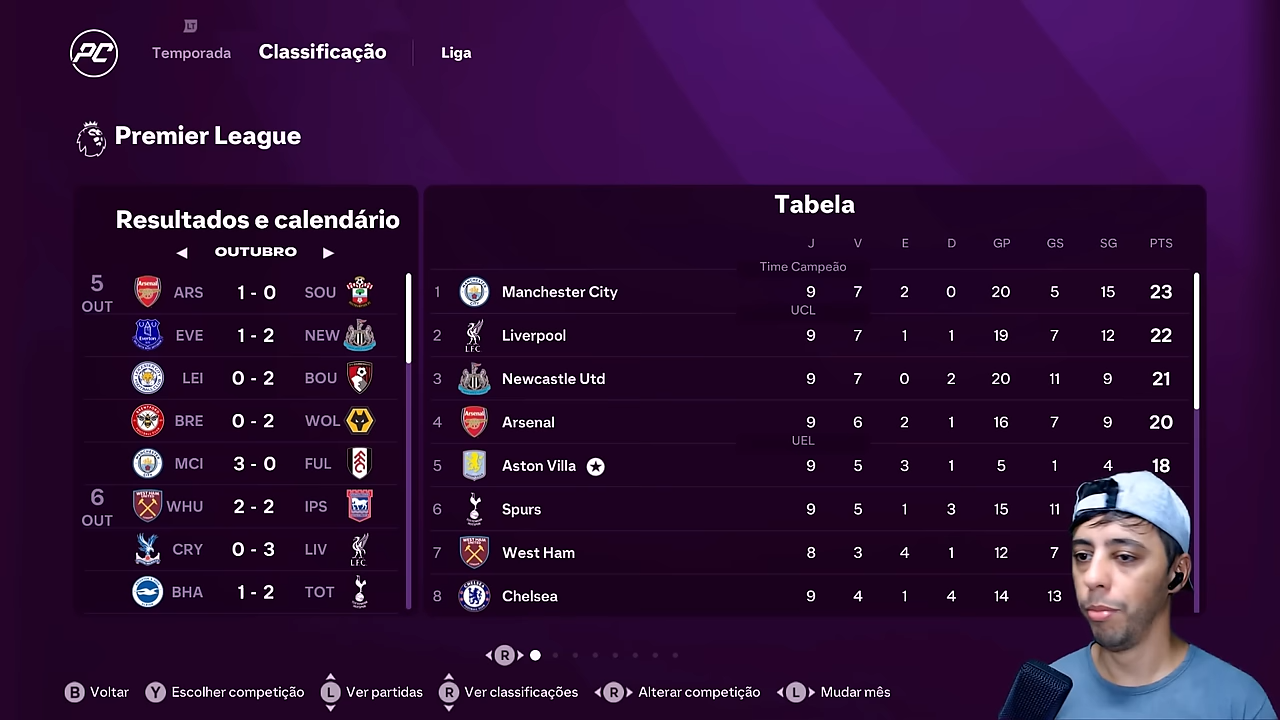 LT
PC Temporada Classificação Liga
Premier League
Resultados e calendário
OUTUBRO
5 OUT ARS 1 - 0 SOU
EVE 1 - 2 NEW
LEI 0 - 2 BOU
BRE 0 - 2 WOL
MCI 3 - 0 FUL
6 OUT WHU 2 - 2 IPS
CRY 0 - 3 LIV
BHA 1 - 2 TOT
Tabela
J V E D GP GS SG PTS
Time Campeão
1 Manchester City 9 7 2 0 20 5 15 23
UCL
2 Liverpool 9 7 1 1 19 7 12 22
3 Newcastle Utd 9 7 0 2 20 11 9 21
4 Arsenal 9 6 2 1 16 7 9 20
UEL
5 Aston Villa 9 5 3 1 5 1 4 18
6 Spurs 9 5 1 3 15 11
7 West Ham 8 3 4 1 12 7
8 Chelsea 9 4 1 4 14 13
R
B Voltar Y Escolher competição L Ver partidas R Ver classificações R Alterar competição L Mudar mês